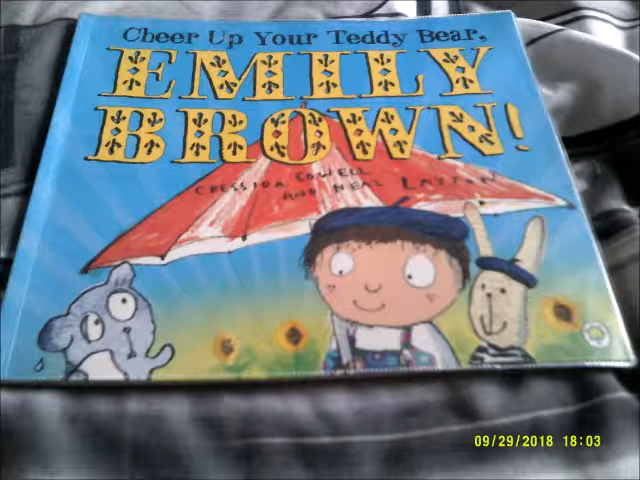 Cheer Up Your Teddy Bear,
EMILY
BROWN!
CRESSIDA COWELL
AND NEAL LAYTON
09/29/2018 18:03